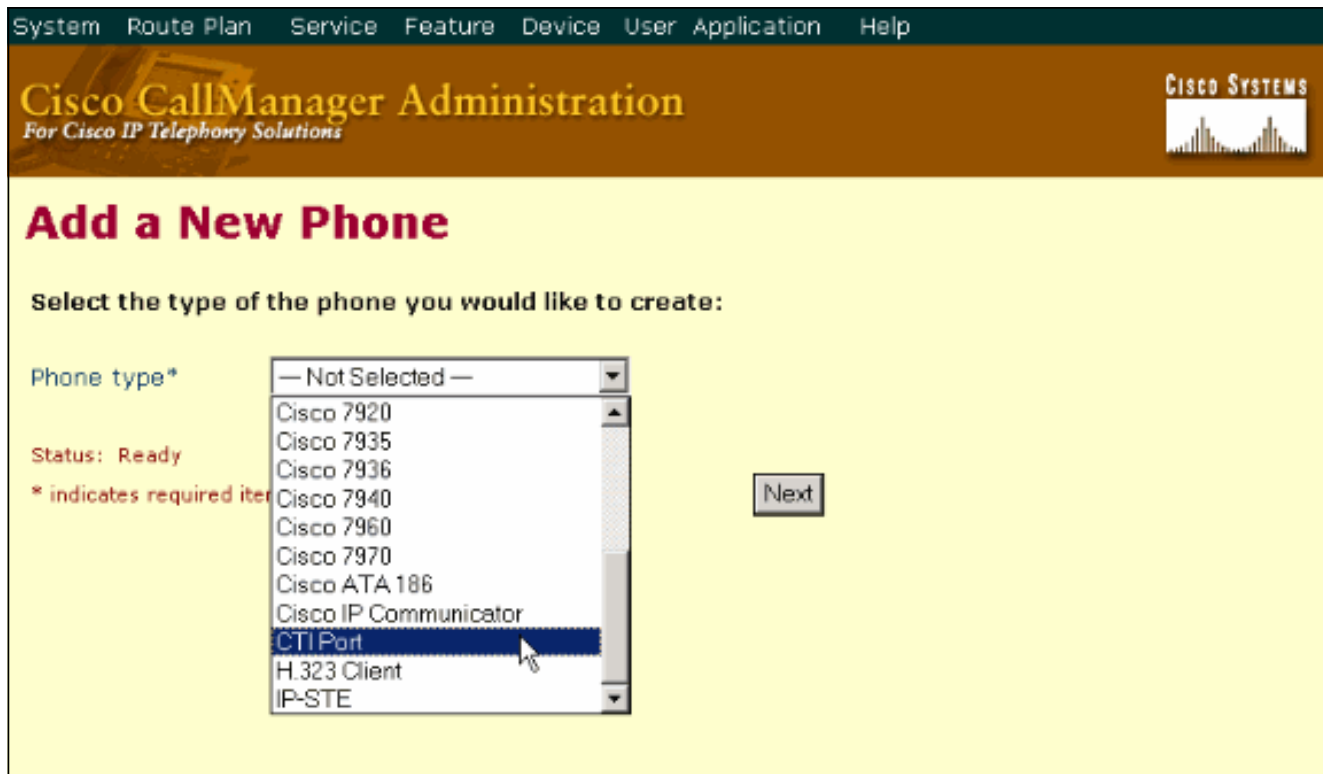 System Route Plan Service Feature Device User Application Help
Cisco CallManager Administration
For Cisco IP Telephony Solutions
CISCO SYSTEMS
Add a New Phone
Select the type of the phone you would like to create:
Phone type* — Not Selected —
Cisco 7920
Cisco 7935
Status: Ready
Cisco 7936
* indicates required iter
Cisco 7940
Next
Cisco 7960
Cisco 7970
Cisco ATA 186
Cisco IP Communicator
CTI Port
H.323 Client
IP-STE